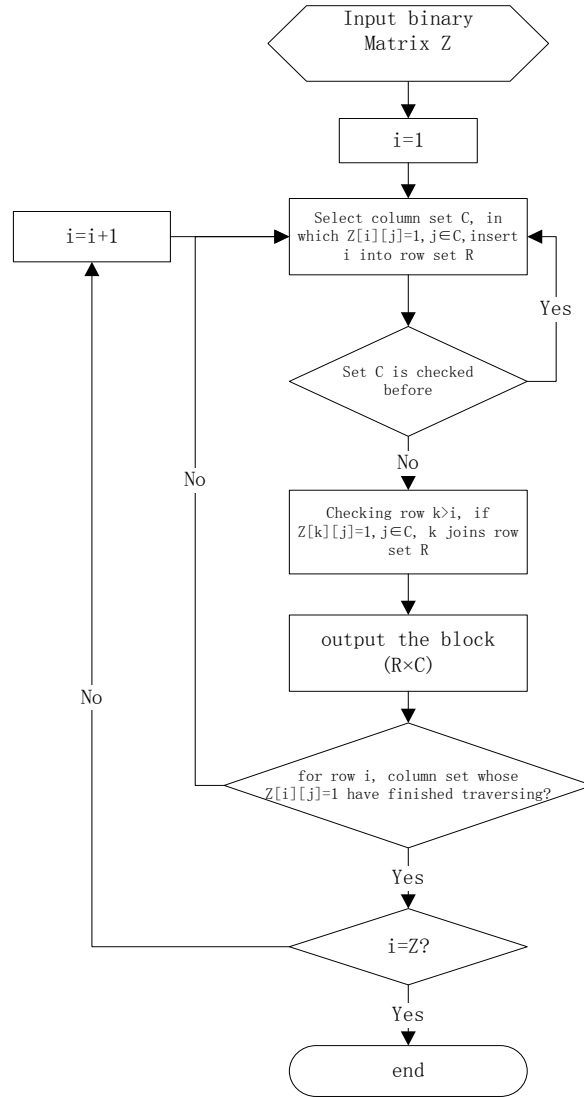 Input binary
Matrix Z
i=1
i=i+1
Select column set C, in
which Z[i][j]=1, j∈C, insert
i into row set R
Yes
Set C is checked
before
No
No
Checking row k>i, if
Z[k][j]=1, j∈C, k joins row
set R
output the block
(R×C)
No
for row i, column set whose
Z[i][j]=1 have finished traversing?
Yes
i=Z?
Yes
end